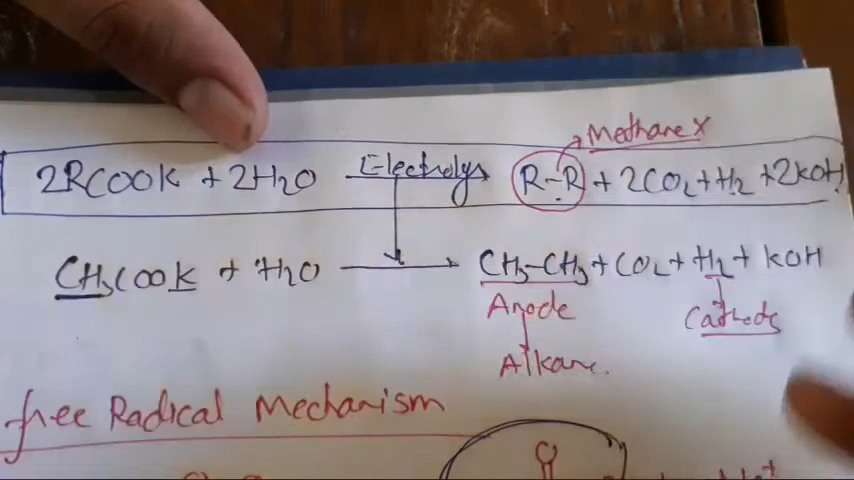 Methane X
2RCOOK + 2H₂O Electrolys R-R + 2CO₂ + H₂ + 2KOH
CH₃COOK + H₂O → CH₃-CH₃ + CO₂ + H₂ + KOH
Anode Cathode
Alkane.
free Radical Mechanism